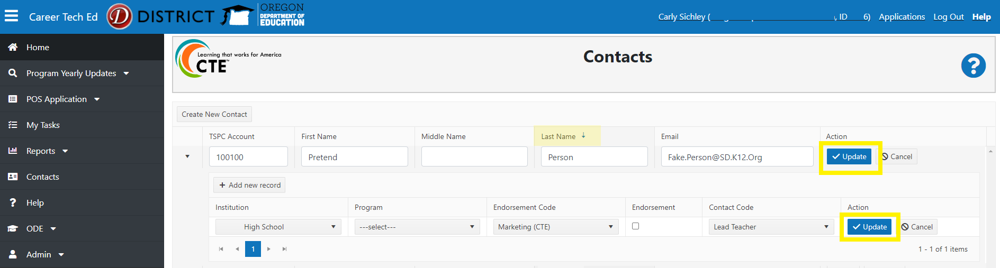 Career Tech Ed
DISTRICT
OREGON
DEPARTMENT OF
EDUCATION
Carly Sichley (
, ID
6)
Applications
Log Out
Help
Home
Program Yearly Updates
POS Application
My Tasks
Reports
Contacts
Help
ODE
Admin
Learning that works for America
CTE™
Contacts
Create New Contact
TSPC Account First Name Middle Name Last Name ↓ Email Action
100100 Pretend Person Fake.Person@SD.K12.Org Update Cancel
+ Add new record
Institution Program Endorsement Code Endorsement Contact Code Action
High School ---select--- Marketing (CTE) Lead Teacher Update Cancel
1
1 - 1 of 1 items